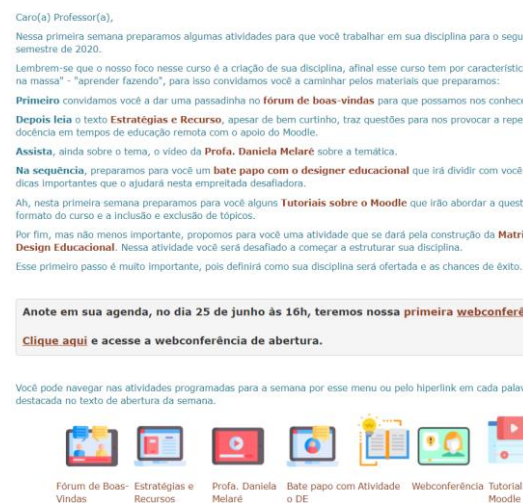 Caro(a) Professor(a),
Nessa primeira semana preparamos algumas atividades para que você trabalhar em sua disciplina para o segu
semestre de 2020.
Lembrem-se que o nosso foco nesse curso é a criação de sua disciplina, afinal esse curso tem por característic
na massa" - "aprender fazendo", para isso convidamos você a caminhar pelos materiais que preparamos:
Primeiro convidamos você a dar uma passadinha no fórum de boas-vindas para que possamos nos conhece
Depois leia o texto Estratégias e Recurso, apesar de bem curtinho, traz questões para nos provocar a repe
docência em tempos de educação remota com o apoio do Moodle.
Assista, ainda sobre o tema, o vídeo da Profa. Daniela Melaré sobre a temática.
Na sequência, preparamos para você um bate papo com o designer educacional que irá dividir com você
dicas importantes que o ajudará nesta empreitada desafiadora.
Ah, nesta primeira semana preparamos para você alguns Tutoriais sobre o Moodle que irão abordar a quest
formato do curso e a inclusão e exclusão de tópicos.
Por fim, mas não menos importante, propomos para você uma atividade que se dará pela construção da Matri
Design Educacional. Nessa atividade você será desafiado a começar a estruturar sua disciplina.
Esse primeiro passo é muito importante, pois definirá como sua disciplina será ofertada e as chances de êxito.
Anote em sua agenda, no dia 25 de junho às 16h, teremos nossa primeira webconferê
Clique aqui e acesse a webconferência de abertura.
Você pode navegar nas atividades programadas para a semana por esse menu ou pelo hiperlink em cada pala
destacada no texto de abertura da semana.
Fórum de Boas- Estratégias e Profa. Daniela Bate papo com Atividade Webconferência Tutorial
Vindas Recursos Melaré o DE Moodle